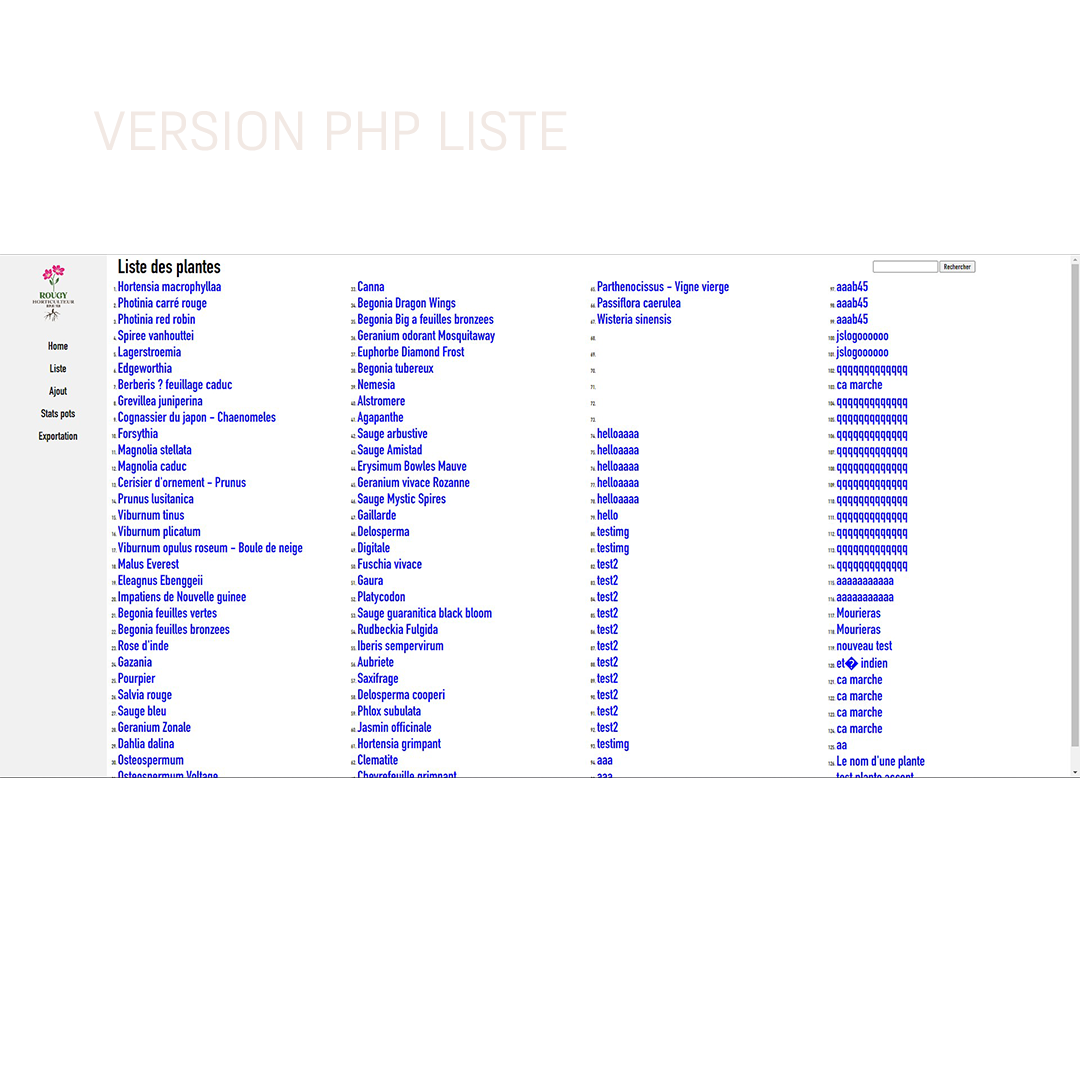 VERSION PHP LISTE
ROUGY
HORTICULTEUR
Home
Liste
Ajout
Stats pots
Exportation
Liste des plantes
Rechercher
1. Hortensia macrophyllaa
2. Photinia carré rouge
3. Photinia red robin
4. Spiree vanhouttei
5. Lagerstroemia
6. Edgeworthia
7. Berberis ? feuillage caduc
8. Grevillea juniperina
9. Cognassier du japon - Chaenomeles
10. Forsythia
11. Magnolia stellata
12. Magnolia caduc
13. Cerisier d'ornement - Prunus
14. Prunus lusitanica
15. Viburnum tinus
16. Viburnum plicatum
17. Viburnum opulus roseum - Boule de neige
18. Malus Everest
19. Eleagnus Ebenggeii
20. Impatiens de Nouvelle guinee
21. Begonia feuilles vertes
22. Begonia feuilles bronzees
23. Rose d'inde
24. Gazania
25. Pourpier
26. Salvia rouge
27. Sauge bleu
28. Geranium Zonale
29. Dahlia dalina
30. Osteospermum
Osteospermum Voltage
33. Canna
34. Begonia Dragon Wings
35. Begonia Big a feuilles bronzees
36. Geranium odorant Mosquitaway
37. Euphorbe Diamond Frost
38. Begonia tubereux
39. Nemesia
40. Alstromere
41. Agapanthe
42. Sauge arbustive
43. Sauge Amistad
44. Erysimum Bowles Mauve
45. Geranium vivace Rozanne
46. Sauge Mystic Spires
47. Gaillarde
48. Delosperma
49. Digitale
50. Fuschia vivace
51. Gaura
52. Platycodon
53. Sauge guaranitica black bloom
54. Rudbeckia Fulgida
55. Iberis sempervirum
56. Aubriete
57. Saxifrage
58. Delosperma cooperi
59. Phlox subulata
60. Jasmin officinale
61. Hortensia grimpant
62. Clematite
Chevrefeuille grimpant
65. Parthenocissus - Vigne vierge
66. Passiflora caerulea
67. Wisteria sinensis
68.
69.
70.
71.
72.
73.
74. helloaaaa
75. helloaaaa
76. helloaaaa
77. helloaaaa
78. helloaaaa
79. hello
80. testimg
81. testimg
82. test2
83. test2
84. test2
85. test2
86. test2
87. test2
88. test2
89. test2
90. test2
91. test2
92. test2
93. testimg
94. aaa
aaa
97. aaab45
98. aaab45
99. aaab45
100. jslogoooooo
101. jslogoooooo
102. qqqqqqqqqqqqq
103. ca marche
104. qqqqqqqqqqqqq
105. qqqqqqqqqqqqq
106. qqqqqqqqqqqqq
107. qqqqqqqqqqqqq
108. qqqqqqqqqqqqq
109. qqqqqqqqqqqqq
110. qqqqqqqqqqqqq
111. qqqqqqqqqqqqq
112. qqqqqqqqqqqqq
113. qqqqqqqqqqqqq
114. qqqqqqqqqqqqq
115. aaaaaaaaaaa
116. aaaaaaaaaaa
117. Mourieras
118. Mourieras
119. nouveau test
120. et� indien
121. ca marche
122. ca marche
123. ca marche
124. ca marche
125. aa
126. Le nom d'une plante
test plante accent